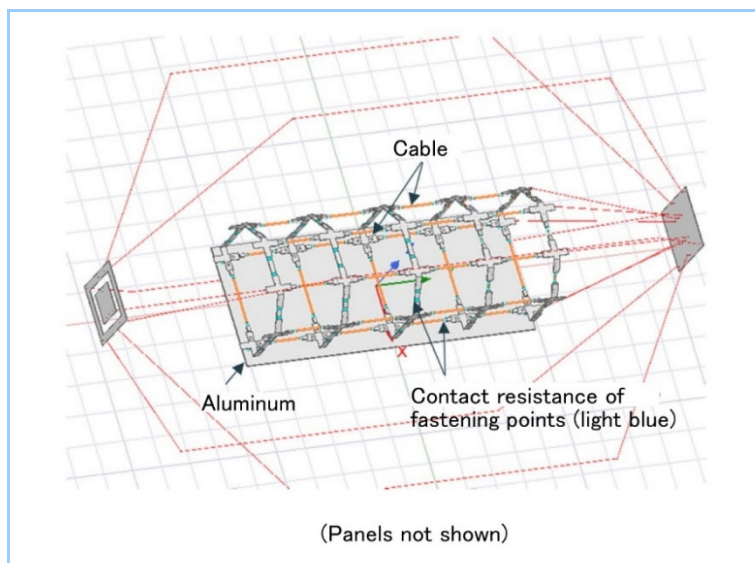 Cable
X
Aluminum
Contact resistance of
fastening points (light blue)
(Panels not shown)